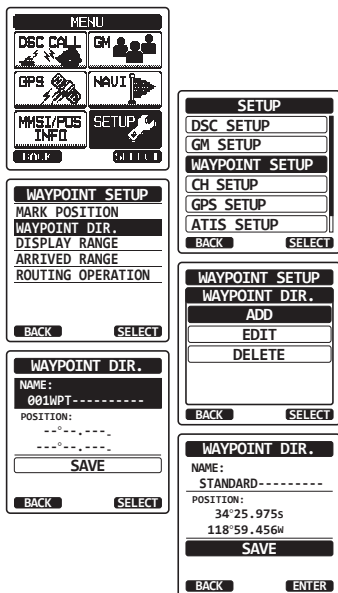 MENU
DSC CALL
GM
GPS
NAVI
MMSI/POS
INFO
SETUP
BACK
SELECT
SETUP
DSC SETUP
GM SETUP
WAYPOINT SETUP
CH SETUP
GPS SETUP
ATIS SETUP
BACK SELECT
WAYPOINT SETUP
MARK POSITION
WAYPOINT DIR.
DISPLAY RANGE
ARRIVED RANGE
ROUTING OPERATION
BACK SELECT
WAYPOINT SETUP
WAYPOINT DIR.
ADD
EDIT
DELETE
BACK SELECT
WAYPOINT DIR.
NAME:
001WPT----------
POSITION:
--°--.---_
---°--.---_
SAVE
BACK SELECT
WAYPOINT DIR.
NAME:
STANDARD---------
POSITION:
34°25.975S
118°59.456W
SAVE
BACK ENTER